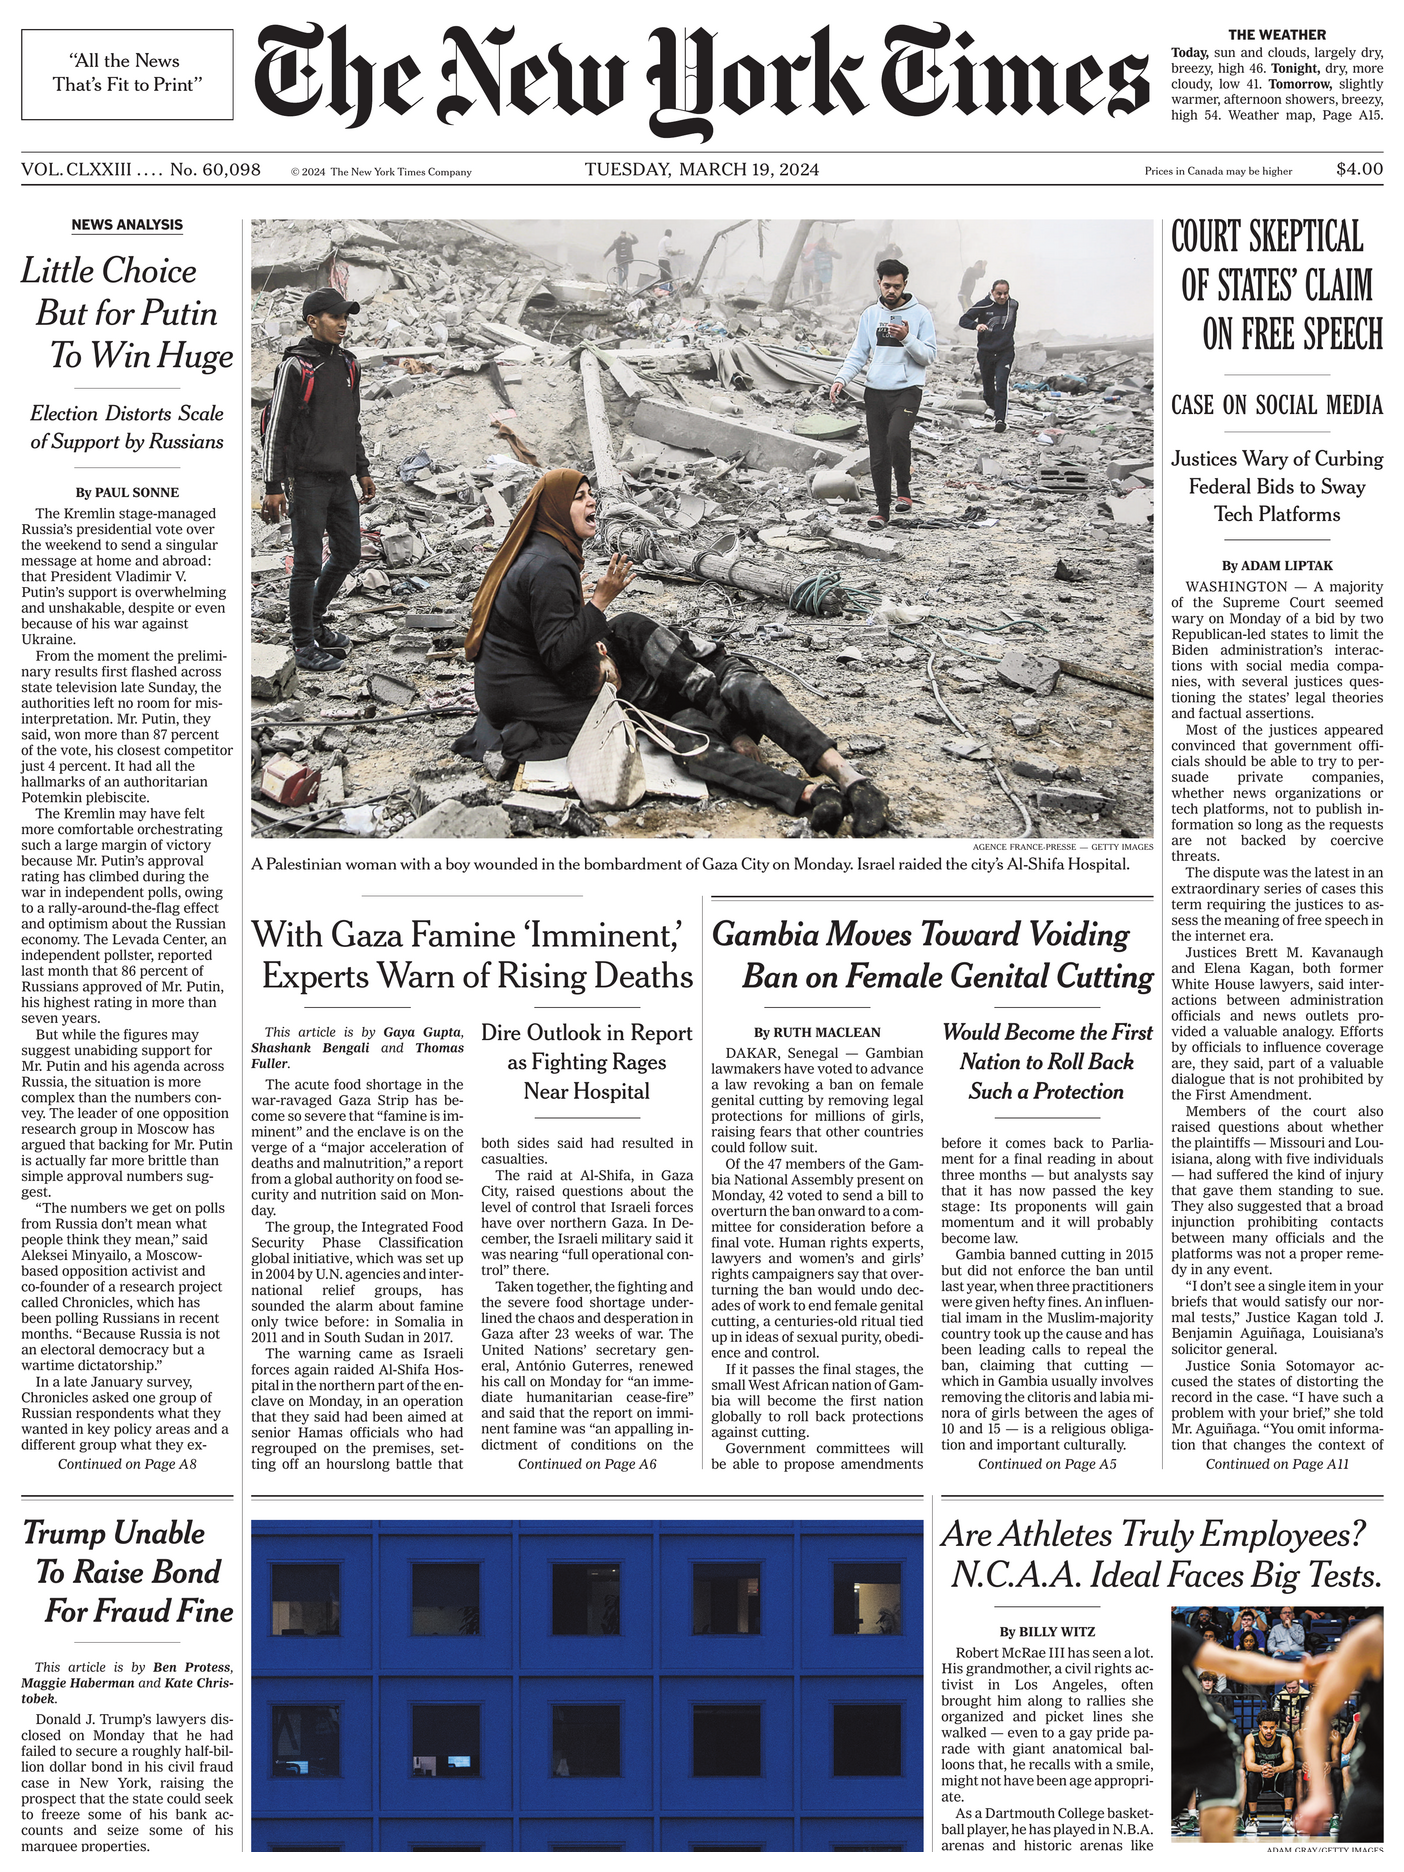 “All the News
That’s Fit to Print”
The New York Times
THE WEATHER
Today, sun and clouds, largely dry,
breezy, high 46. Tonight, dry, more
cloudy, low 41. Tomorrow, slightly
warmer, afternoon showers, breezy,
high 54. Weather map, Page A15.
VOL. CLXXIII .... No. 60,098
© 2024 The New York Times Company
TUESDAY, MARCH 19, 2024
Prices in Canada may be higher
$4.00
NEWS ANALYSIS
Little Choice
But for Putin
To Win Huge
Election Distorts Scale
of Support by Russians
By PAUL SONNE
The Kremlin stage-managed
Russia’s presidential vote over
the weekend to send a singular
message at home and abroad:
that President Vladimir V.
Putin’s support is overwhelming
and unshakable, despite or even
because of his war against
Ukraine.
From the moment the prelimi-
nary results first flashed across
state television late Sunday, the
authorities left no room for mis-
interpretation. Mr. Putin, they
said, won more than 87 percent
of the vote, his closest competitor
just 4 percent. It had all the
hallmarks of an authoritarian
Potemkin plebiscite.
The Kremlin may have felt
more comfortable orchestrating
such a large margin of victory
because Mr. Putin’s approval
rating has climbed during the
war in independent polls, owing
to a rally-around-the-flag effect
and optimism about the Russian
economy. The Levada Center, an
independent pollster, reported
last month that 86 percent of
Russians approved of Mr. Putin,
his highest rating in more than
seven years.
But while the figures may
suggest unabiding support for
Mr. Putin and his agenda across
Russia, the situation is more
complex than the numbers con-
vey. The leader of one opposition
research group in Moscow has
argued that backing for Mr. Putin
is actually far more brittle than
simple approval numbers sug-
gest.
“The numbers we get on polls
from Russia don’t mean what
people think they mean,” said
Aleksei Minyailo, a Moscow-
based opposition activist and
co-founder of a research project
called Chronicles, which has
been polling Russians in recent
months. “Because Russia is not
an electoral democracy but a
wartime dictatorship.”
In a late January survey,
Chronicles asked one group of
Russian respondents what they
wanted in key policy areas and a
different group what they ex-
Continued on Page A8
AGENCE FRANCE-PRESSE — GETTY IMAGES
A Palestinian woman with a boy wounded in the bombardment of Gaza City on Monday. Israel raided the city’s Al-Shifa Hospital.
With Gaza Famine ‘Imminent,’
Experts Warn of Rising Deaths
This article is by Gaya Gupta,
Shashank Bengali and Thomas
Fuller.
The acute food shortage in the
war-ravaged Gaza Strip has be-
come so severe that “famine is im-
minent” and the enclave is on the
verge of a “major acceleration of
deaths and malnutrition,” a report
from a global authority on food se-
curity and nutrition said on Mon-
day.
The group, the Integrated Food
Security Phase Classification
global initiative, which was set up
in 2004 by U.N. agencies and inter-
national relief groups, has
sounded the alarm about famine
only twice before: in Somalia in
2011 and in South Sudan in 2017.
The warning came as Israeli
forces again raided Al-Shifa Hos-
pital in the northern part of the en-
clave on Monday, in an operation
that they said had been aimed at
senior Hamas officials who had
regrouped on the premises, set-
ting off an hourslong battle that
Dire Outlook in Report
as Fighting Rages
Near Hospital
both sides said had resulted in
casualties.
The raid at Al-Shifa, in Gaza
City, raised questions about the
level of control that Israeli forces
have over northern Gaza. In De-
cember, the Israeli military said it
was nearing “full operational con-
trol” there.
Taken together, the fighting and
the severe food shortage under-
lined the chaos and desperation in
Gaza after 23 weeks of war. The
United Nations’ secretary gen-
eral, António Guterres, renewed
his call on Monday for “an imme-
diate humanitarian cease-fire”
and said that the report on immi-
nent famine was “an appalling in-
dictment of conditions on the
Continued on Page A6
Gambia Moves Toward Voiding
Ban on Female Genital Cutting
By RUTH MACLEAN
DAKAR, Senegal — Gambian
lawmakers have voted to advance
a law revoking a ban on female
genital cutting by removing legal
protections for millions of girls,
raising fears that other countries
could follow suit.
Of the 47 members of the Gam-
bia National Assembly present on
Monday, 42 voted to send a bill to
overturn the ban onward to a com-
mittee for consideration before a
final vote. Human rights experts,
lawyers and women’s and girls’
rights campaigners say that over-
turning the ban would undo dec-
ades of work to end female genital
cutting, a centuries-old ritual tied
up in ideas of sexual purity, obedi-
ence and control.
If it passes the final stages, the
small West African nation of Gam-
bia will become the first nation
globally to roll back protections
against cutting.
Government committees will
be able to propose amendments
Would Become the First
Nation to Roll Back
Such a Protection
before it comes back to Parlia-
ment for a final reading in about
three months — but analysts say
that it has now passed the key
stage: Its proponents will gain
momentum and it will probably
become law.
Gambia banned cutting in 2015
but did not enforce the ban until
last year, when three practitioners
were given hefty fines. An influen-
tial imam in the Muslim-majority
country took up the cause and has
been leading calls to repeal the
ban, claiming that cutting —
which in Gambia usually involves
removing the clitoris and labia mi-
nora of girls between the ages of
10 and 15 — is a religious obliga-
tion and important culturally.
Continued on Page A5
COURT SKEPTICAL
OF STATES’ CLAIM
ON FREE SPEECH
CASE ON SOCIAL MEDIA
Justices Wary of Curbing
Federal Bids to Sway
Tech Platforms
By ADAM LIPTAK
WASHINGTON — A majority
of the Supreme Court seemed
wary on Monday of a bid by two
Republican-led states to limit the
Biden administration’s interac-
tions with social media compa-
nies, with several justices ques-
tioning the states’ legal theories
and factual assertions.
Most of the justices appeared
convinced that government offi-
cials should be able to try to per-
suade private companies,
whether news organizations or
tech platforms, not to publish in-
formation so long as the requests
are not backed by coercive
threats.
The dispute was the latest in an
extraordinary series of cases this
term requiring the justices to as-
sess the meaning of free speech in
the internet era.
Justices Brett M. Kavanaugh
and Elena Kagan, both former
White House lawyers, said inter-
actions between administration
officials and news outlets pro-
vided a valuable analogy. Efforts
by officials to influence coverage
are, they said, part of a valuable
dialogue that is not prohibited by
the First Amendment.
Members of the court also
raised questions about whether
the plaintiffs — Missouri and Lou-
isiana, along with five individuals
— had suffered the kind of injury
that gave them standing to sue.
They also suggested that a broad
injunction prohibiting contacts
between many officials and the
platforms was not a proper reme-
dy in any event.
“I don’t see a single item in your
briefs that would satisfy our nor-
mal tests,” Justice Kagan told J.
Benjamin Aguiñaga, Louisiana’s
solicitor general.
Justice Sonia Sotomayor ac-
cused the states of distorting the
record in the case. “I have such a
problem with your brief,” she told
Mr. Aguiñaga. “You omit informa-
tion that changes the context of
Continued on Page A11
Trump Unable
To Raise Bond
For Fraud Fine
This article is by Ben Protess,
Maggie Haberman and Kate Chris-
tobek.
Donald J. Trump’s lawyers dis-
closed on Monday that he had
failed to secure a roughly half-bil-
lion dollar bond in his civil fraud
case in New York, raising the
prospect that the state could seek
to freeze some of his bank ac-
counts and seize some of his
marquee properties.
Are Athletes Truly Employees?
N.C.A.A. Ideal Faces Big Tests.
By BILLY WITZ
Robert McRae III has seen a lot.
His grandmother, a civil rights ac-
tivist in Los Angeles, often
brought him along to rallies she
organized and picket lines she
walked — even to a gay pride pa-
rade with giant anatomical bal-
loons that, he recalls with a smile,
might not have been age appropri-
ate.
As a Dartmouth College basket-
ball player, he has played in N.B.A.
arenas and historic arenas like
ADAM GRAY/GETTY IMAGES